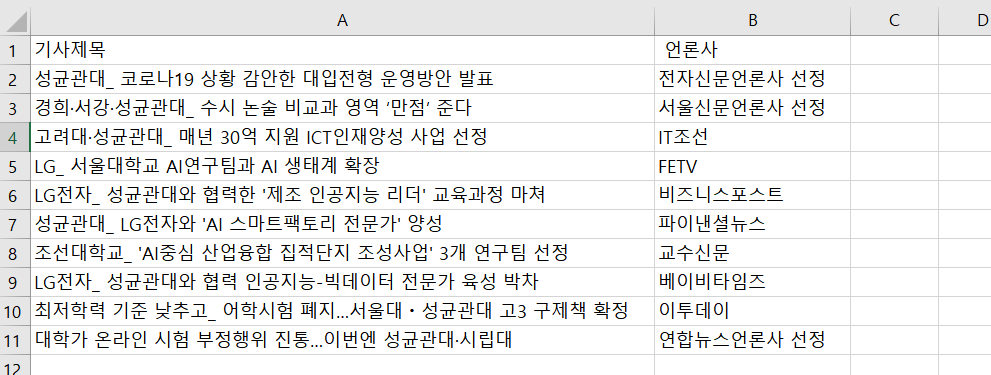 A B C D
1 기사제목 언론사
2 성균관대_ 코로나19 상황 감안한 대입전형 운영방안 발표 전자신문언론사 선정
3 경희·서강·성균관대_ 수시 논술 비교과 영역 ‘만점’ 준다 서울신문언론사 선정
4 고려대·성균관대_ 매년 30억 지원 ICT인재양성 사업 선정 IT조선
5 LG_ 서울대학교 AI연구팀과 AI 생태계 확장 FETV
6 LG전자_ 성균관대와 협력한 '제조 인공지능 리더' 교육과정 마쳐 비즈니스포스트
7 성균관대_ LG전자와 'AI 스마트팩토리 전문가' 양성 파이낸셜뉴스
8 조선대학교_ 'AI중심 산업융합 집적단지 조성사업' 3개 연구팀 선정 교수신문
9 LG전자_ 성균관대와 협력 인공지능-빅데이터 전문가 육성 박차 베이비타임즈
10 최저학력 기준 낮추고_ 어학시험 폐지...서울대·성균관대 고3 구제책 확정 이투데이
11 대학가 온라인 시험 부정행위 진통...이번엔 성균관대·시립대 연합뉴스언론사 선정
12